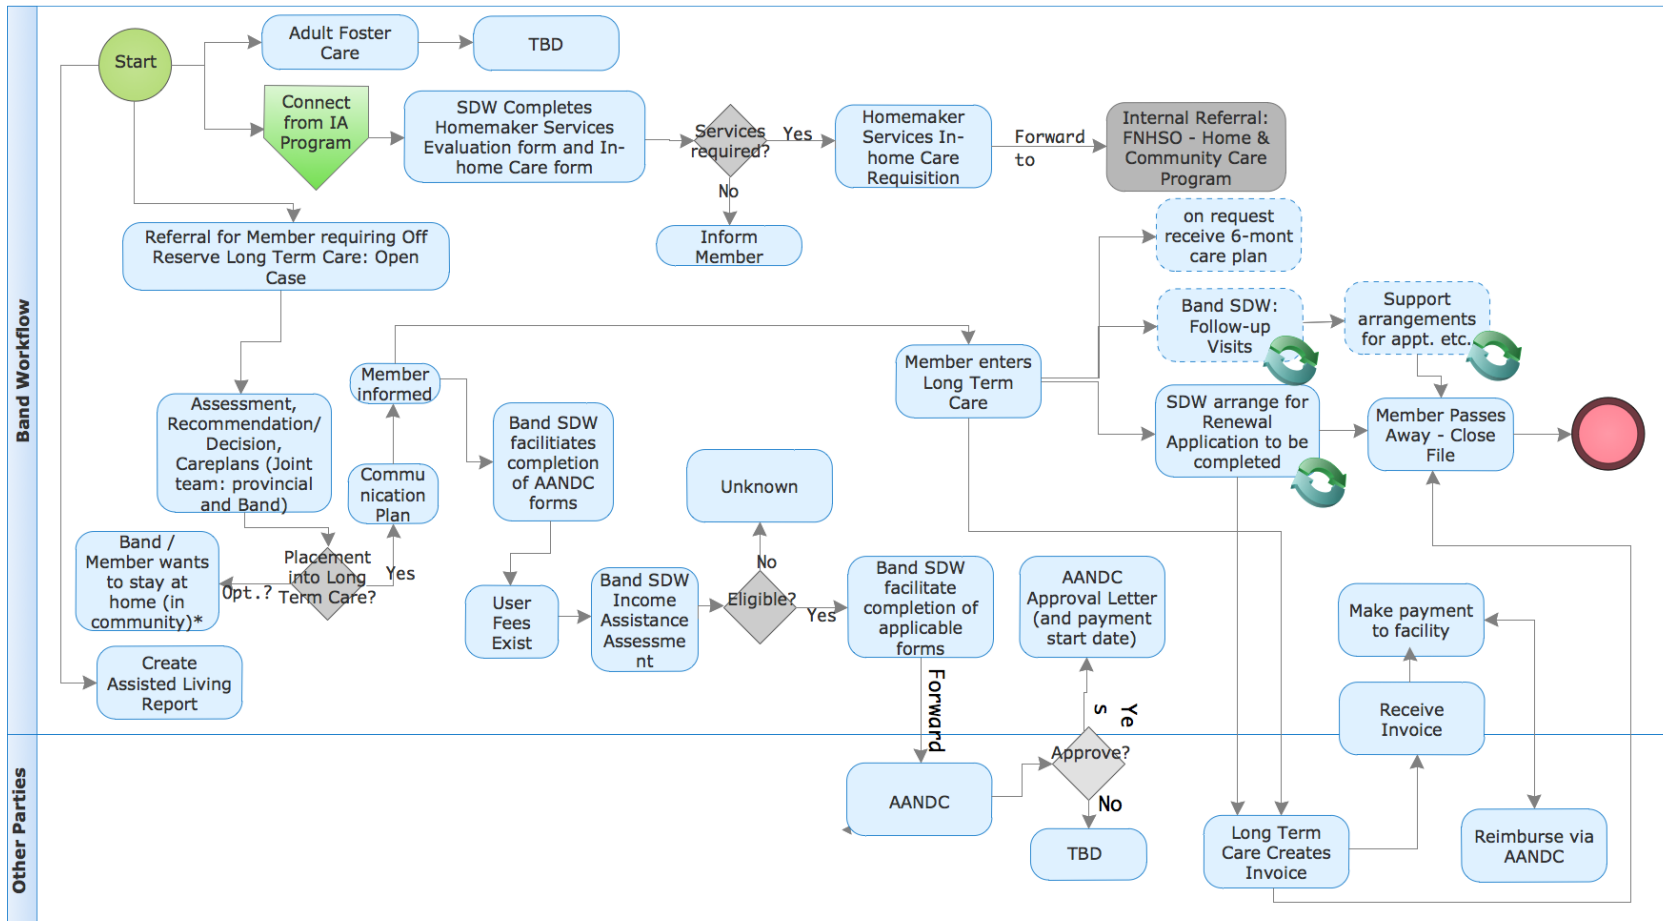 Band Workflow
Start
Adult Foster
Care
TBD
Connect
from IA
Program
SDW Completes
Homemaker Services
Evaluation form and In-
home Care form
Services
required?
Yes
No
Inform
Member
Homemaker
Services In-
home Care
Requisition
Forward
to
Internal Referral:
FNHSO - Home &
Community Care
Program
Referral for Member requiring Off
Reserve Long Term Care: Open
Case
on request
receive 6-mont
care plan
Band SDW:
Follow-up
Visits
Support
arrangements
for appt. etc.
Member enters
Long Term
Care
SDW arrange for
Renewal
Application to be
completed
Member Passes
Away - Close
File
Assessment,
Recommendation/
Decision,
Careplans (Joint
team: provincial
and Band)
Member
informed
Commu
nication
Plan
Band SDW
facilitiates
completion
of AANDC
forms
Unknown
Band /
Member wants
to stay at
home (in
community)*
Opt.?
Placement
into Long
Term Care?
Yes
User
Fees
Exist
Band SDW
Income
Assistance
Assessme
nt
No
Eligible?
Yes
Band SDW
facilitate
completion of
applicable
forms
AANDC
Approval Letter
(and payment
start date)
Make payment
to facility
Create
Assisted Living
Report
Forward
Ye
s
Receive
Invoice
Other Parties
AANDC
Approve?
No
TBD
Long Term
Care Creates
Invoice
Reimburse via
AANDC